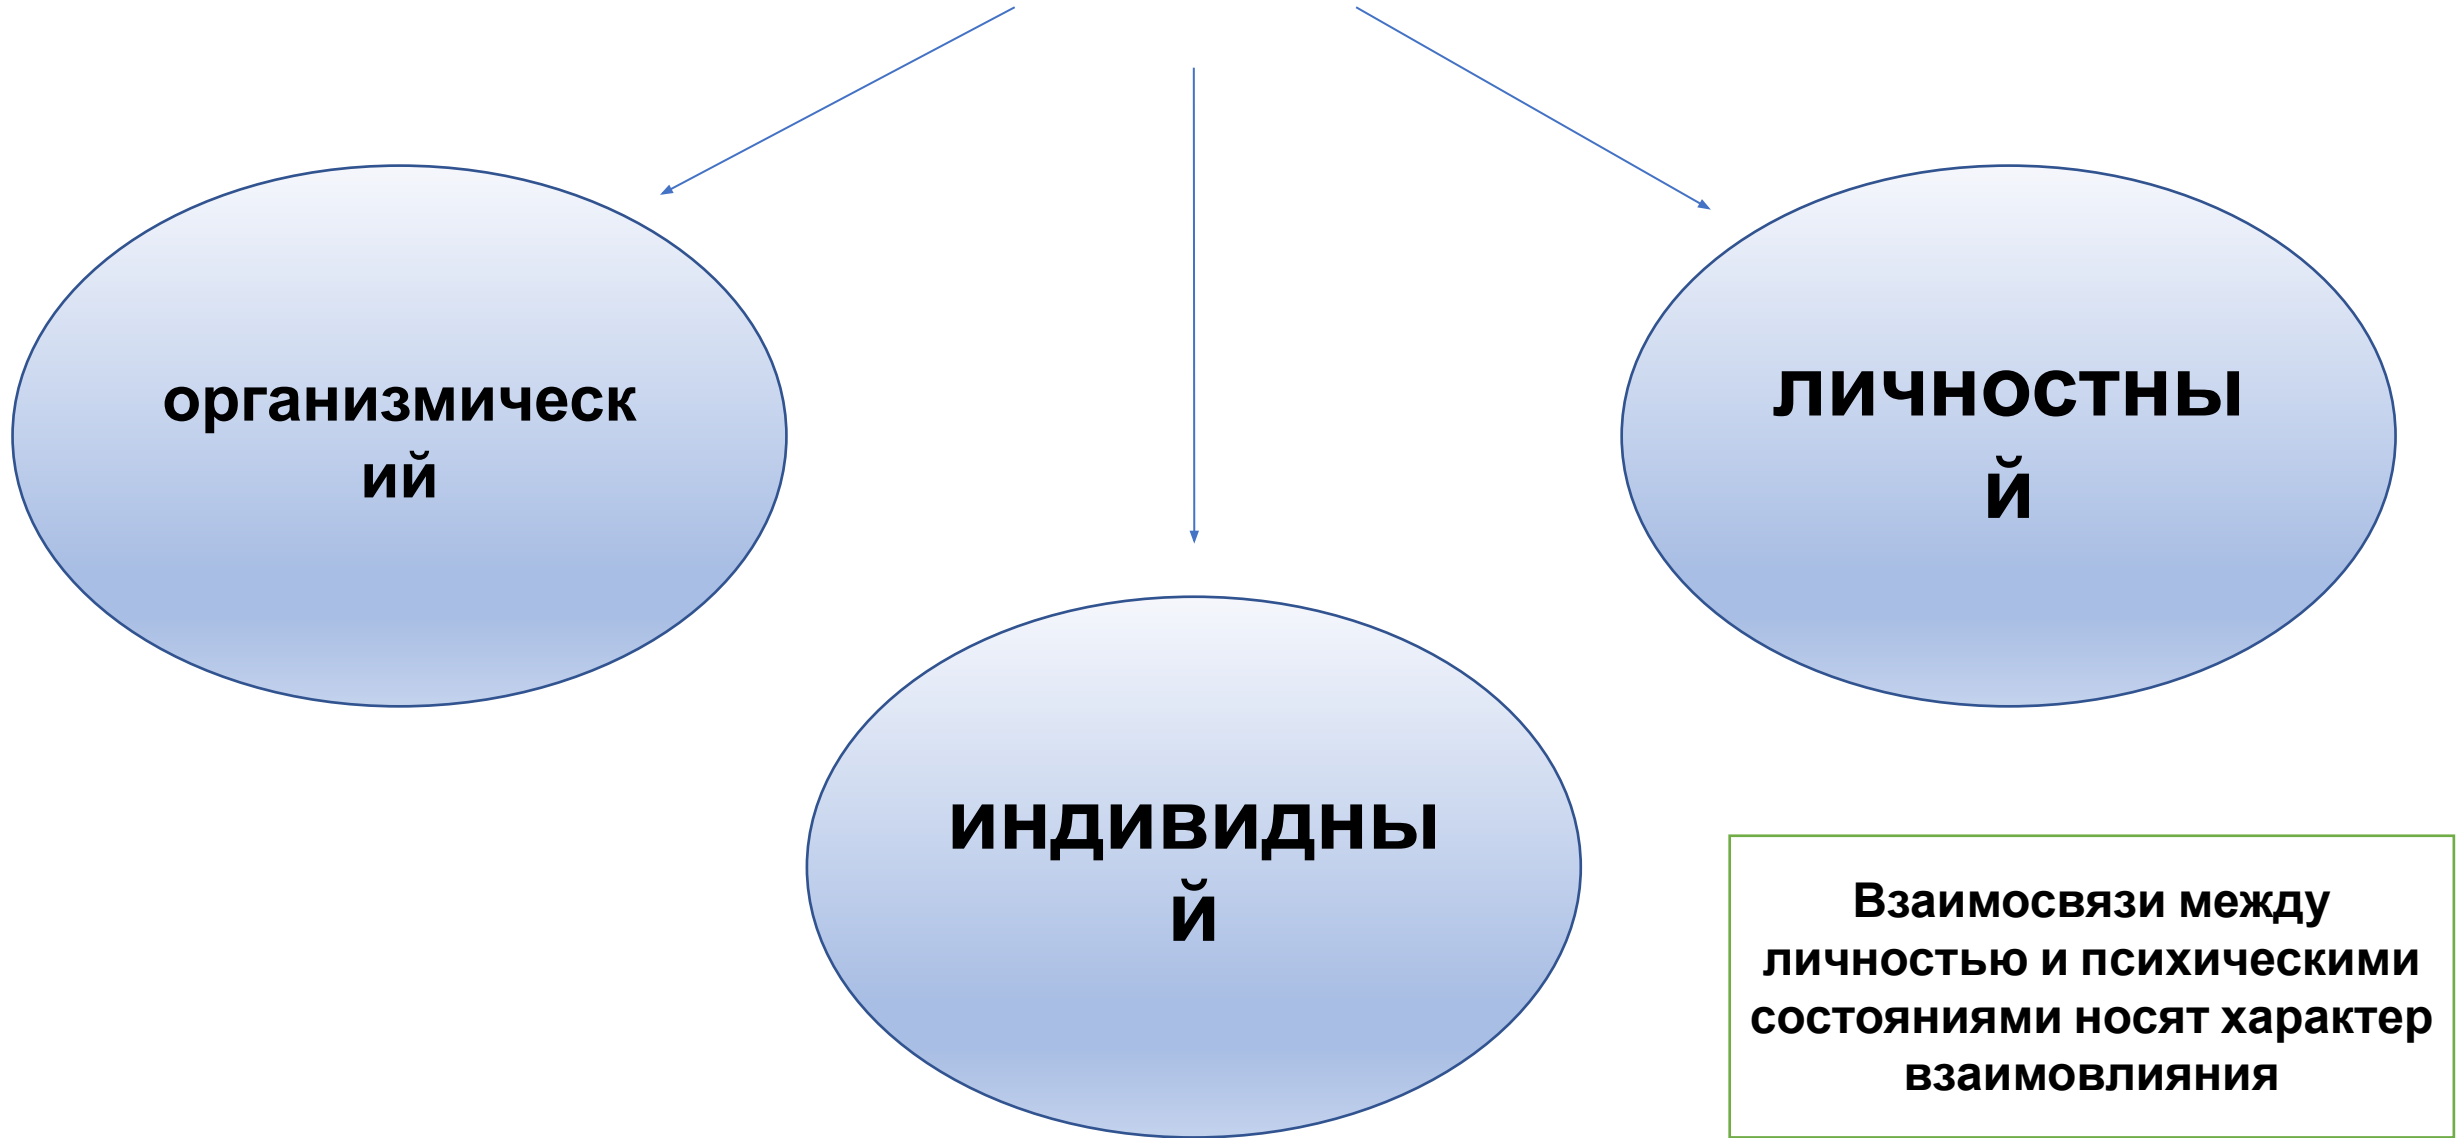 организмическ
ий
личностны
й
индивидны
й
Взаимосвязи между
личностью и психическими
состояниями носят характер
взаимовлияния